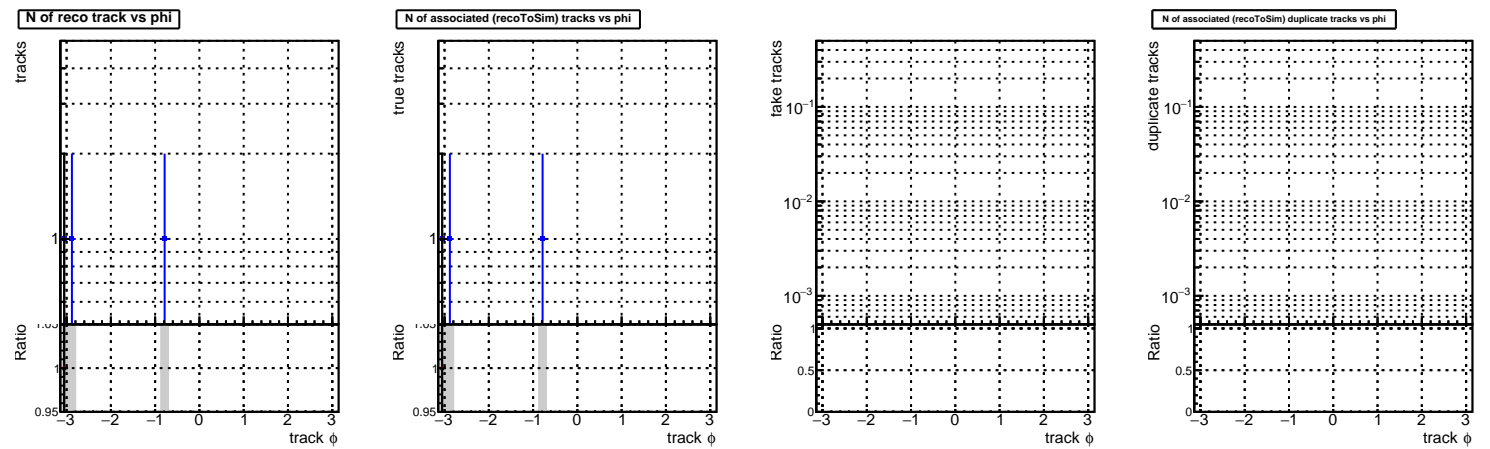 N of reco track vs phi
tracks
1
Ratio
1
0.95
−3 −2 −1 0 1 2 3
track ϕ
N of associated (recoToSim) tracks vs phi
true tracks
1
Ratio
1
0.95
−3 −2 −1 0 1 2 3
track ϕ
fake tracks
10−1
10−2
10−3
Ratio
1
0.5
0
−3 −2 −1 0 1 2 3
track ϕ
N of associated (recoToSim) duplicate tracks vs phi
duplicate tracks
10−1
10−2
10−3
Ratio
1
0.5
0
−3 −2 −1 0 1 2 3
track ϕ